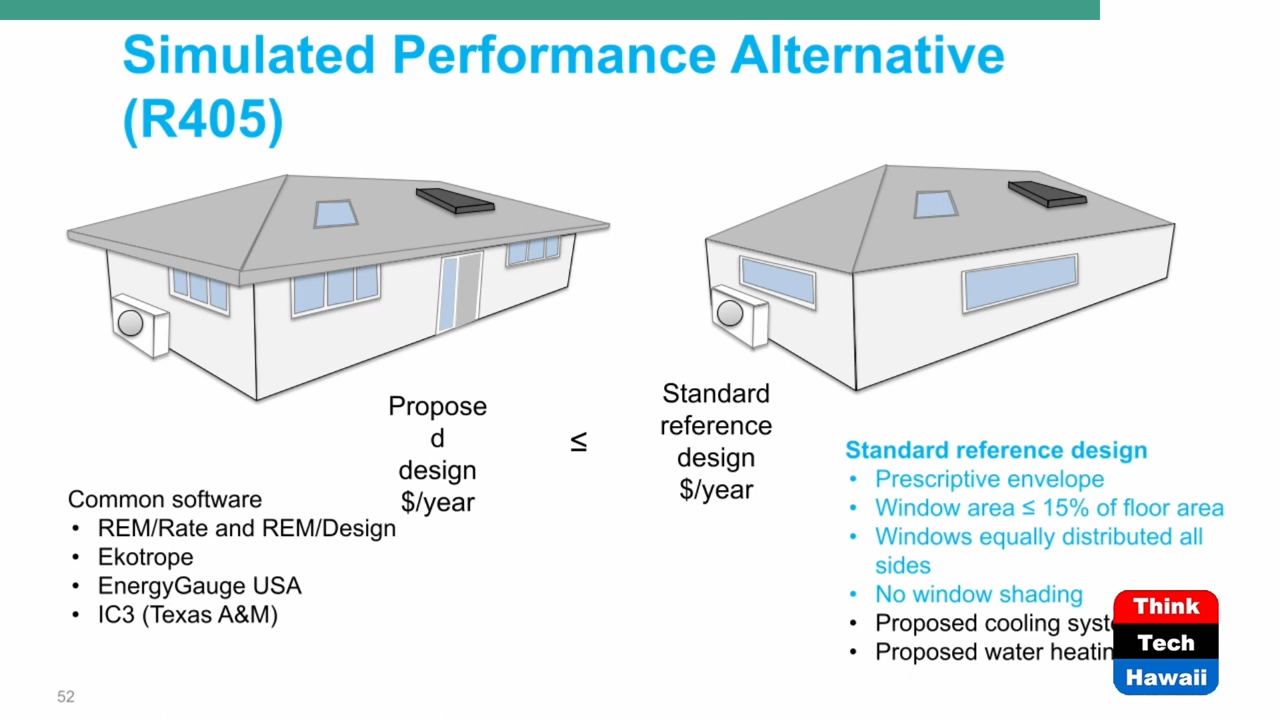 Simulated Performance Alternative
(R405)
Propose
d
design
$/year
≤
Standard
reference
design
$/year
Common software
• REM/Rate and REM/Design
• Ekotrope
• EnergyGauge USA
• IC3 (Texas A&M)
Standard reference design
• Prescriptive envelope
• Window area ≤ 15% of floor area
• Windows equally distributed all
sides
• No window shading
• Proposed cooling
• Proposed water
Think
Tech
Hawaii
52